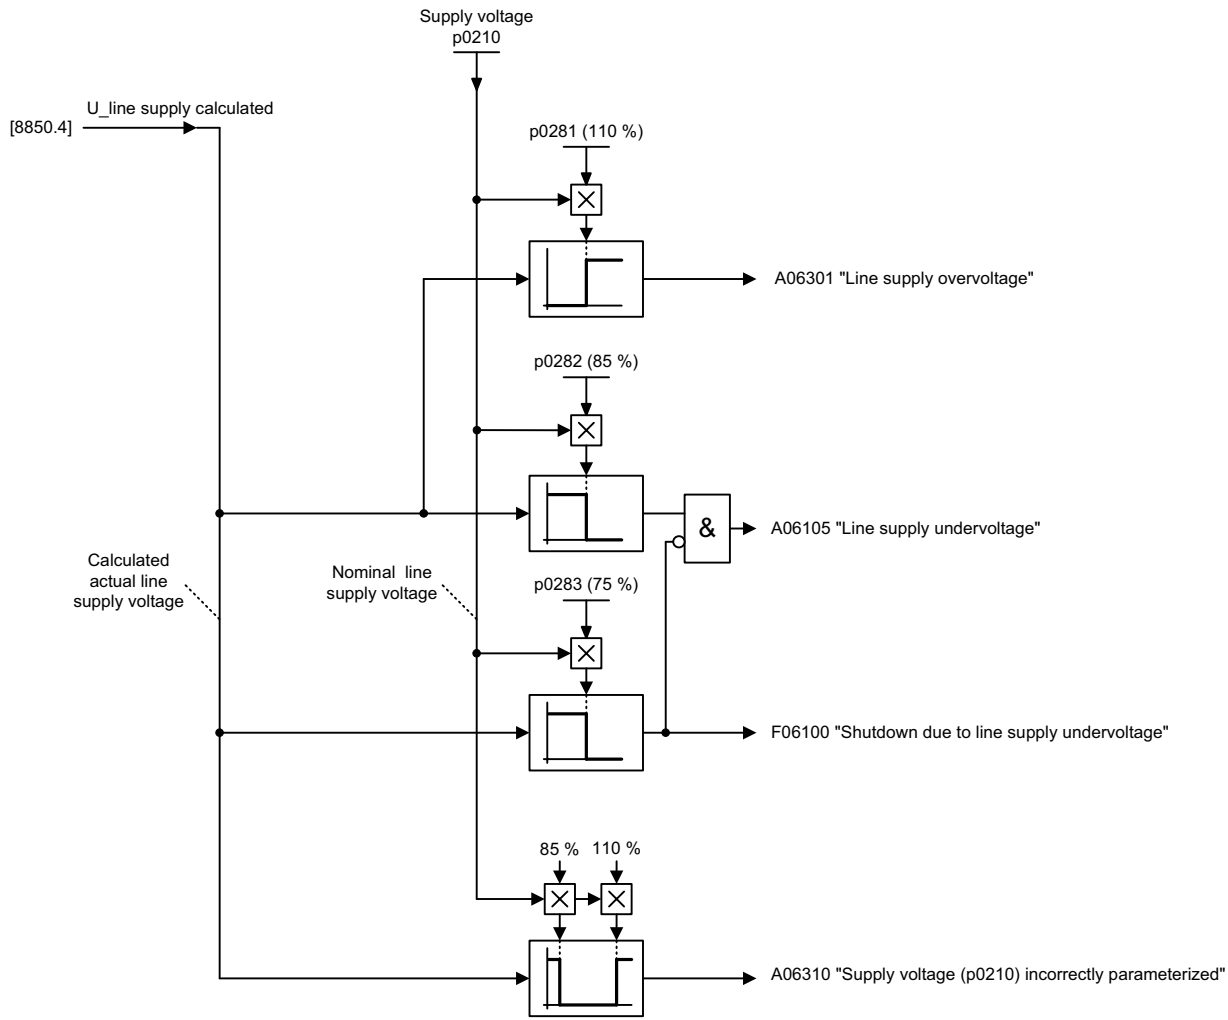 Supply voltage
p0210
U_line supply calculated
[8850.4]
p0281 (110 %)
A06301 "Line supply overvoltage"
p0282 (85 %)
&
A06105 "Line supply undervoltage"
Calculated
actual line
supply voltage
Nominal line
supply voltage
p0283 (75 %)
F06100 "Shutdown due to line supply undervoltage"
85 %
110 %
A06310 "Supply voltage (p0210) incorrectly parameterized"